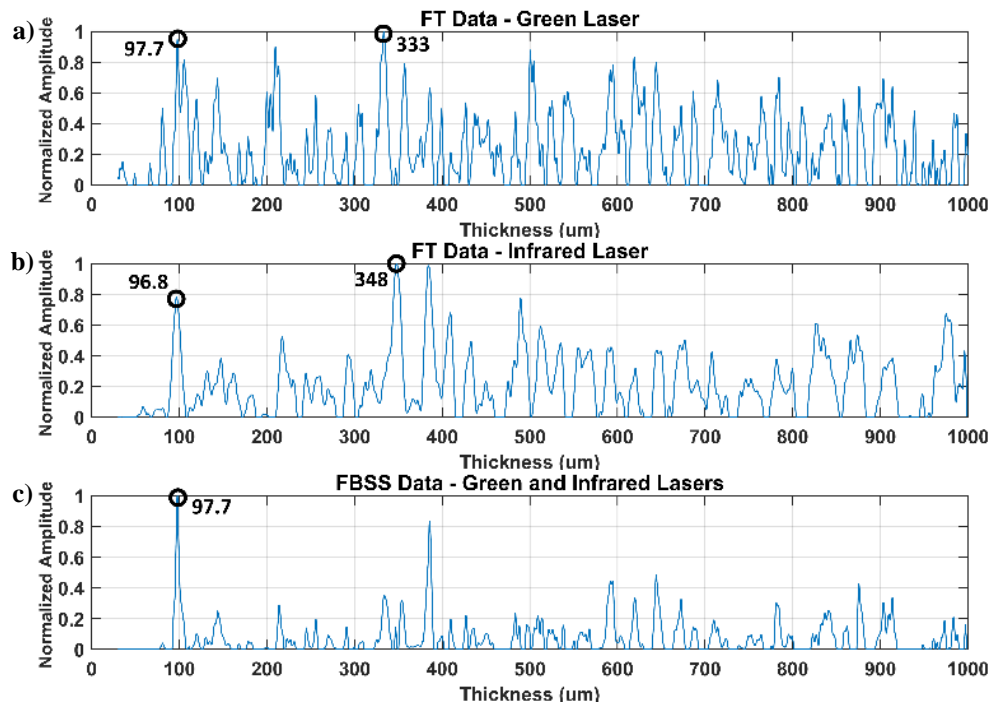 FT Data - Green Laser
a)
1
0.8
0.6
0.4
0.2
0
Normalized Amplitude
97.7
333
0 100 200 300 400 500 600 700 800 900 1000
Thickness (um)
FT Data - Infrared Laser
b)
1
0.8
0.6
0.4
0.2
0
Normalized Amplitude
96.8
348
0 100 200 300 400 500 600 700 800 900 1000
Thickness (um)
FBSS Data - Green and Infrared Lasers
c)
1
0.8
0.6
0.4
0.2
0
Normalized Amplitude
97.7
0 100 200 300 400 500 600 700 800 900 1000
Thickness (um)